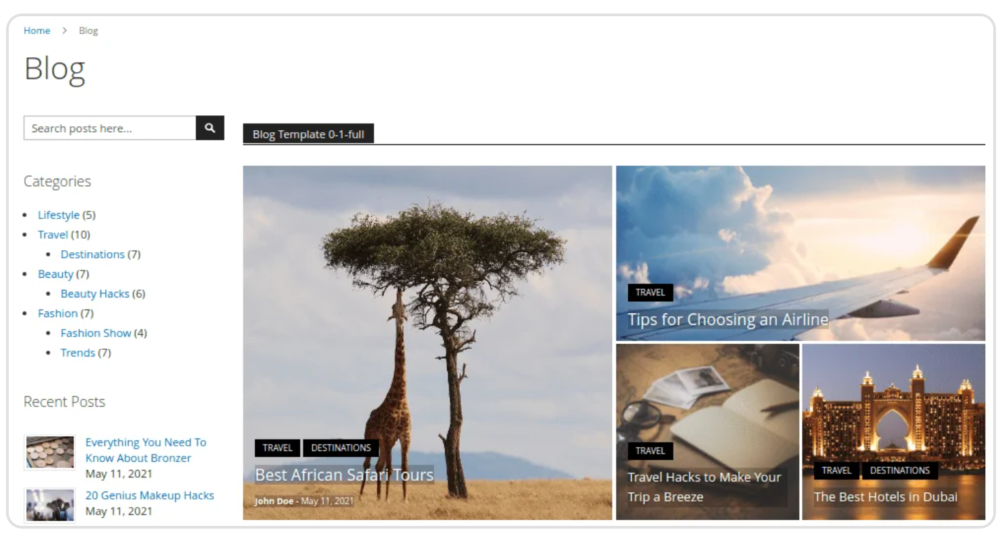 Home > Blog
Blog
Search posts here...
Categories
Lifestyle (5)
Travel (10)
Destinations (7)
Beauty (7)
Beauty Hacks (6)
Fashion (7)
Fashion Show (4)
Trends (7)
Recent Posts
Everything You Need To
Know About Bronzer
May 11, 2021
20 Genius Makeup Hacks
May 11, 2021
Blog Template 0-1-full
TRAVEL DESTINATIONS
Best African Safari Tours
John Doe - May 11, 2021
TRAVEL
Tips for Choosing an Airline
TRAVEL
Travel Hacks to Make Your
Trip a Breeze
TRAVEL DESTINATIONS
The Best Hotels in Dubai